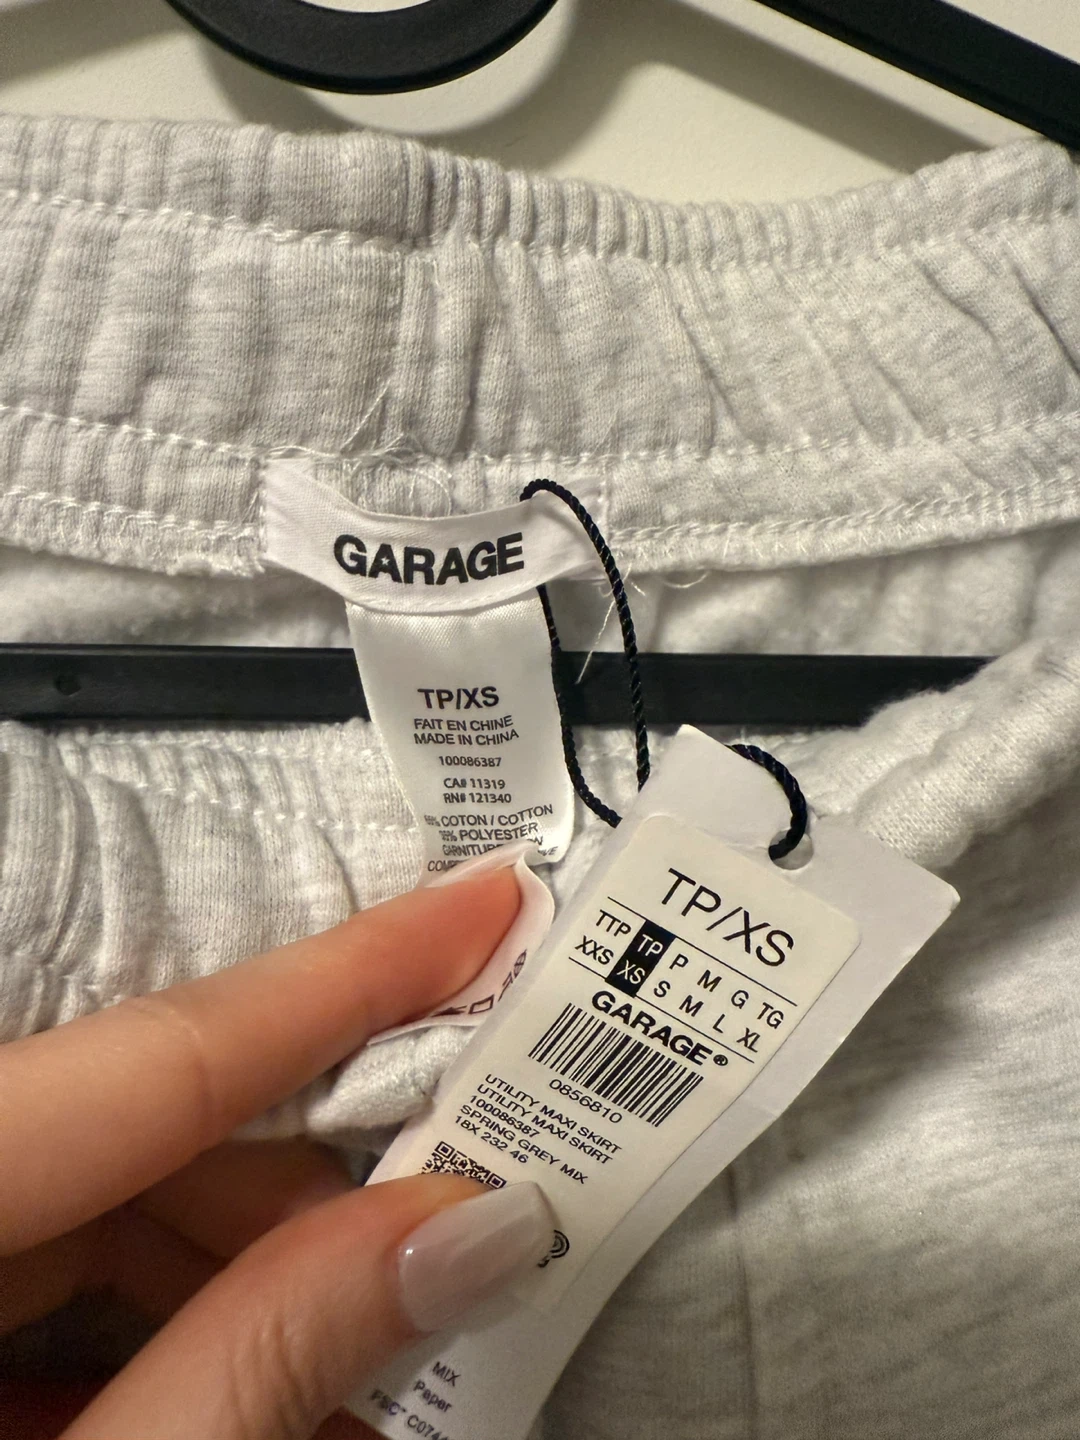 GARAGE
TP/XS
FAIT EN CHINE
MADE IN CHINA
100086387
CA# 11319
RN# 121340
COTON / COTTON
35% POLYESTER
TP/XS
TTP TP P M G TG
XXS XS S M L XL
GARAGE®
0856810
UTILITY MAXI SKIRT
UTILITY MAXI SKIRT
100086387
SPRING GREY MIX
18X 232 46
MIX
Paper